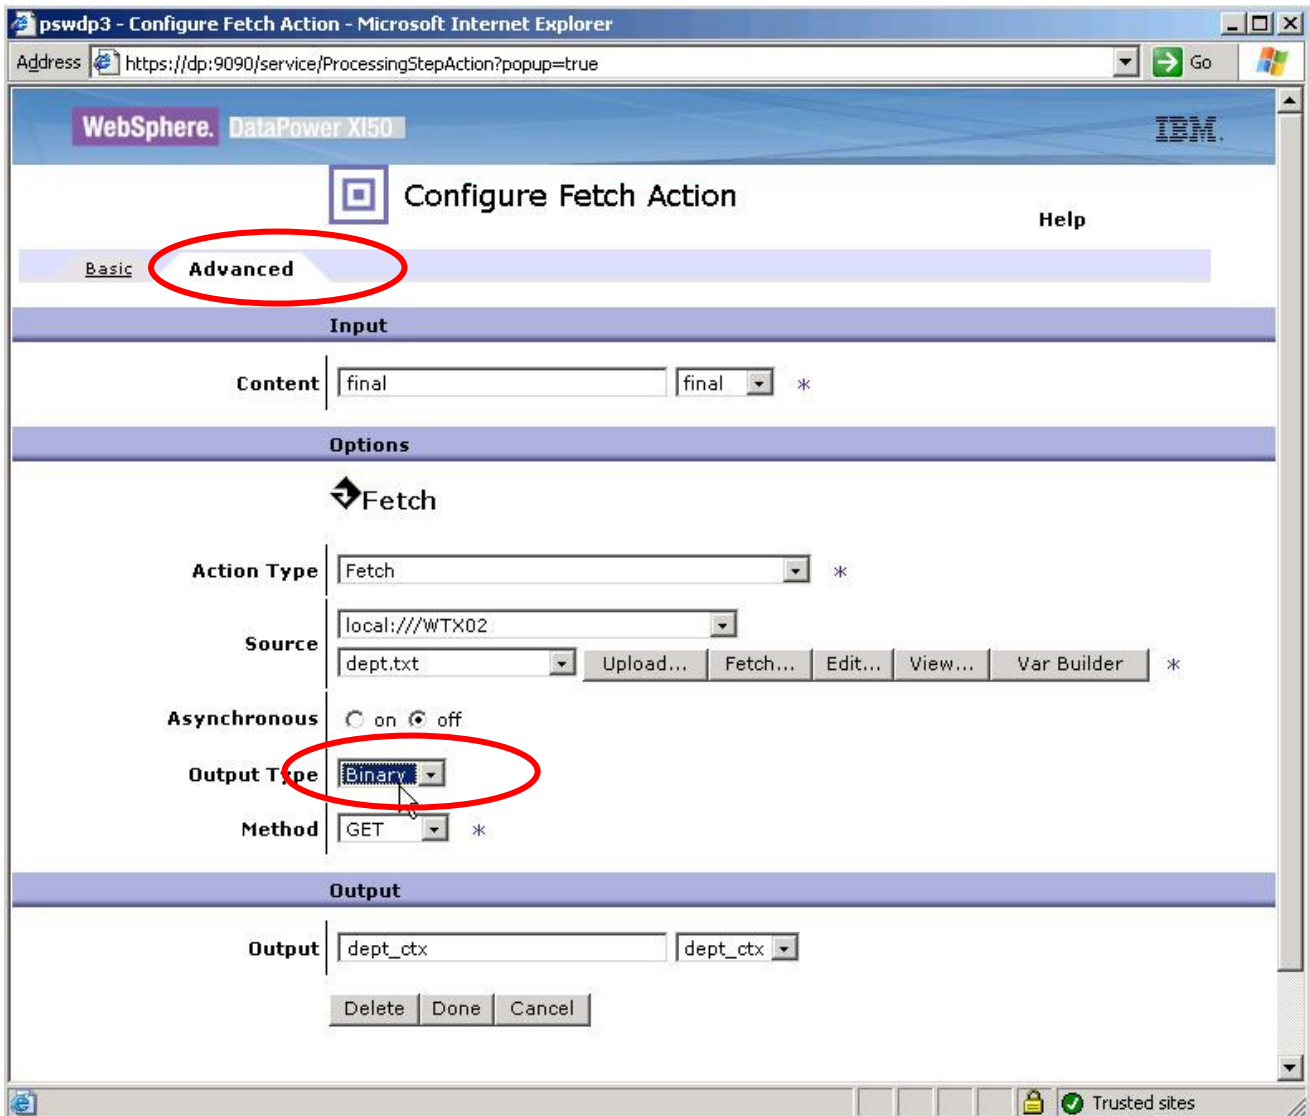 pswdp3 - Configure Fetch Action - Microsoft Internet Explorer
Address https://dp:9090/service/ProcessingStepAction?popup=true Go
WebSphere. DataPower XI50 IBM.
Configure Fetch Action
Help
Basic Advanced
Input
Content final final *
Options
Fetch
Action Type Fetch *
local:///WTX02
Source
dept.txt Upload... Fetch... Edit... View... Var Builder *
Asynchronous on off
Output Type Binary
Method GET *
Output
Output dept_ctx dept_ctx
Delete Done Cancel
Trusted sites